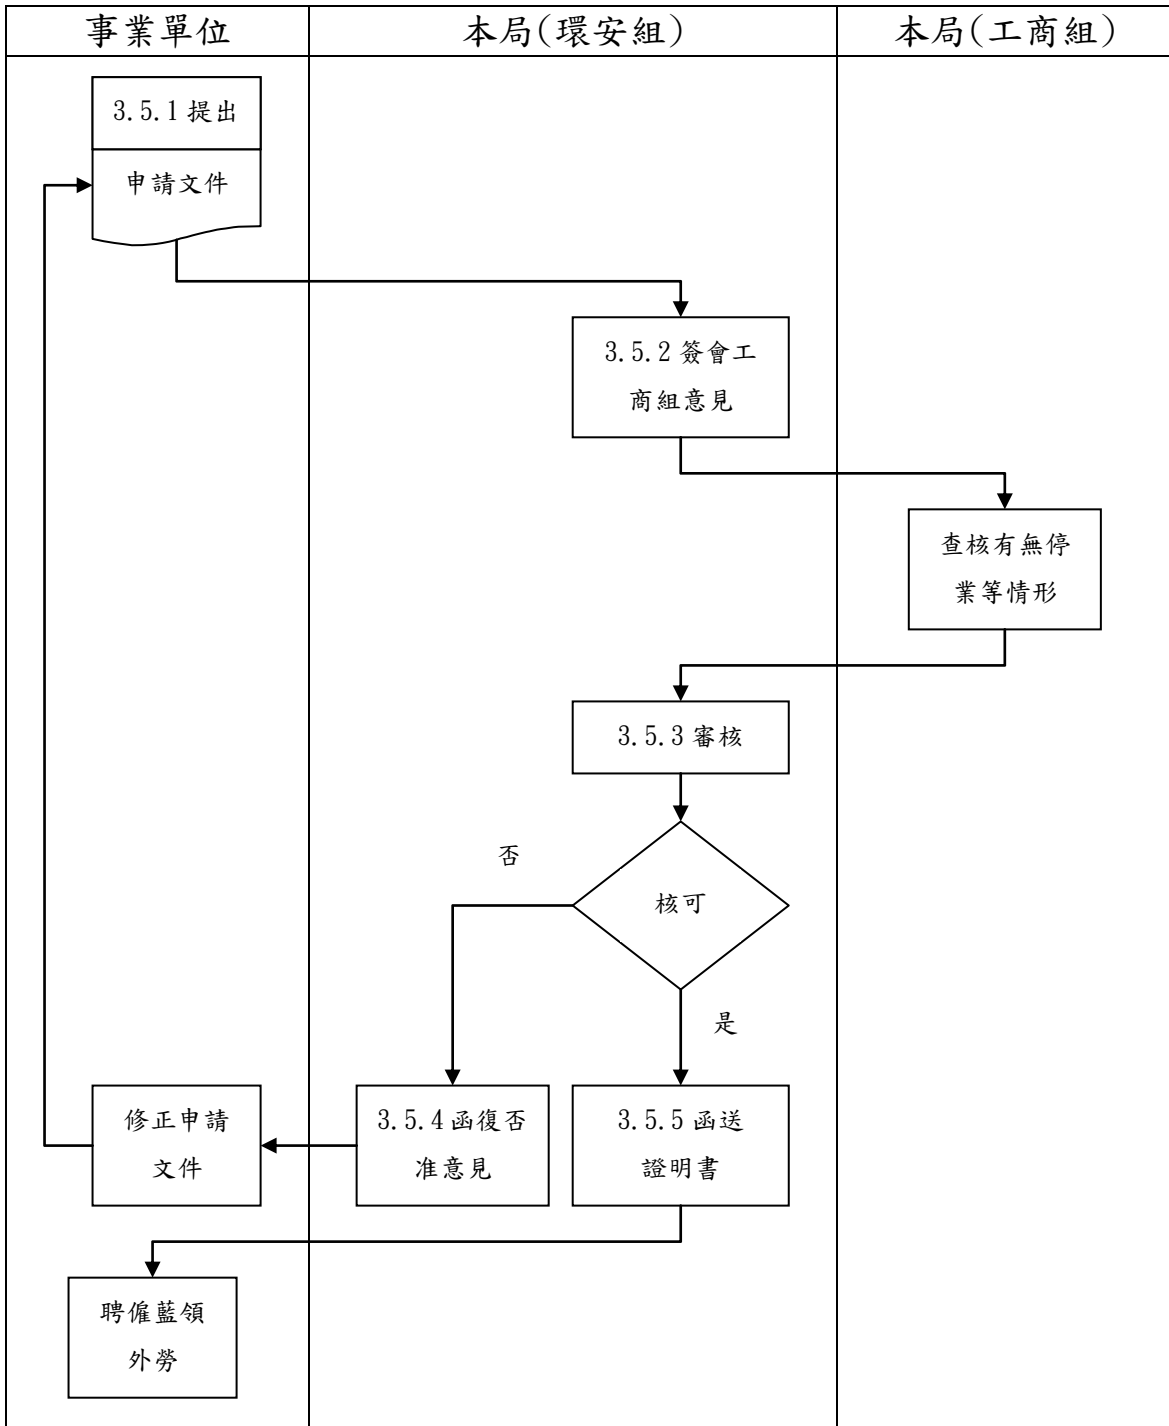 事業單位
本局(環安組)
本局(工商組)
3.5.1提出
申請文件
3.5.2簽會工
商組意見
查核有無停
業等情形
3.5.3審核
否
核可
是
修正申請
文件
3.5.4函復否
准意見
3.5.5函送
證明書
聘僱藍領
外勞